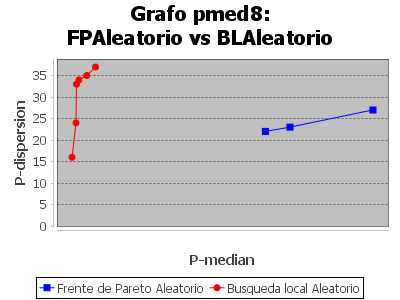 Grafo pmed8:
FPAleatorio vs BLAleatorio
35
30
25
20
15
10
5
0
P-dispersion
P-median
Frente de Pareto Aleatorio
Busqueda local Aleatorio